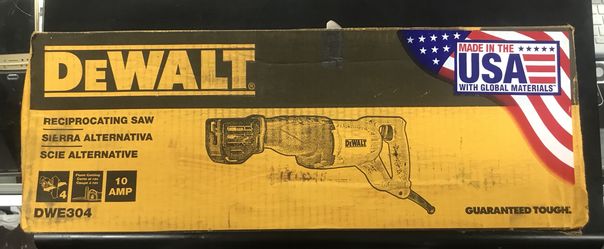 DEWALT®
MADE IN THE
USA
WITH GLOBAL MATERIALS™
RECIPROCATING SAW
SIERRA ALTERNATIVA
SCIE ALTERNATIVE
DEWALT
4
10
AMP
DWE304
GUARANTEED TOUGH.